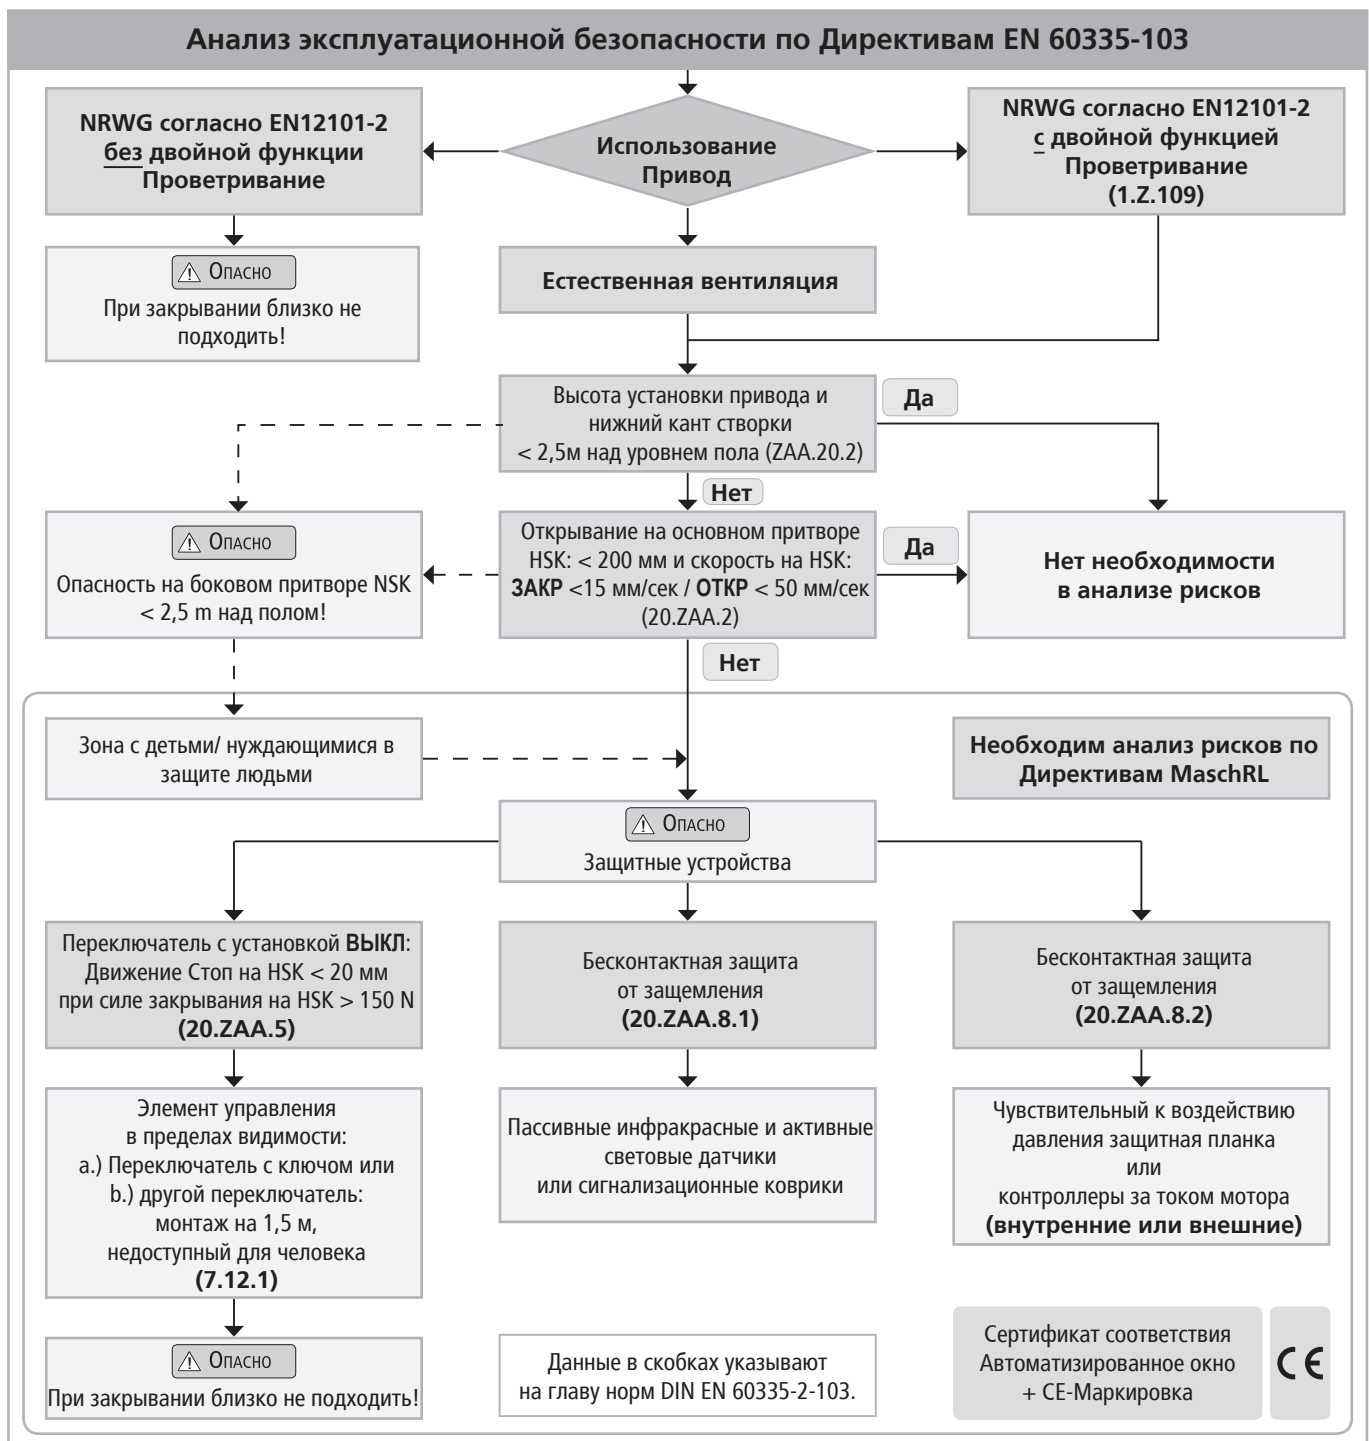 Анализ эксплуатационной безопасности по Директивам EN 60335-103
NRWG согласно EN12101-2
без двойной функции
Проветривание
Использование
Привод
NRWG согласно EN12101-2
с двойной функцией
Проветривание
(1.Z.109)
Опасно
При закрывании близко не
подходить!
Естественная вентиляция
Высота установки привода и
нижний кант створки
< 2,5м над уровнем пола (ZAA.20.2)
Да
Нет
Опасно
Опасность на боковом притворе NSK
< 2,5 m над полом!
Открывание на основном притворе
HSK: < 200 мм и скорость на HSK:
ЗАКР <15 мм/сек / ОТКР < 50 мм/сек
(20.ZAA.2)
Да
Нет необходимости
в анализе рисков
Нет
Зона с детьми/ нуждающимися в
защите людьми
Необходим анализ рисков по
Директивам MaschRL
Опасно
Защитные устройства
Переключатель с установкой ВЫКЛ:
Движение Стоп на HSK < 20 мм
при силе закрывания на HSK > 150 N
(20.ZAA.5)
Бесконтактная защита
от защемления
(20.ZAA.8.1)
Бесконтактная защита
от защемления
(20.ZAA.8.2)
Элемент управления
в пределах видимости:
a.) Переключатель с ключом или
b.) другой переключатель:
монтаж на 1,5 м,
недоступный для человека
(7.12.1)
Пассивные инфракрасные и активные
световые датчики
или сигнализационные коврики
Чувствительный к воздействию
давления защитная планка
или
контроллеры за током мотора
(внутренние или внешние)
Опасно
При закрывании близко не подходить!
Данные в скобках указывают
на главу норм DIN EN 60335-2-103.
Сертификат соответствия
Автоматизированное окно
+ CE-Маркировка
CE